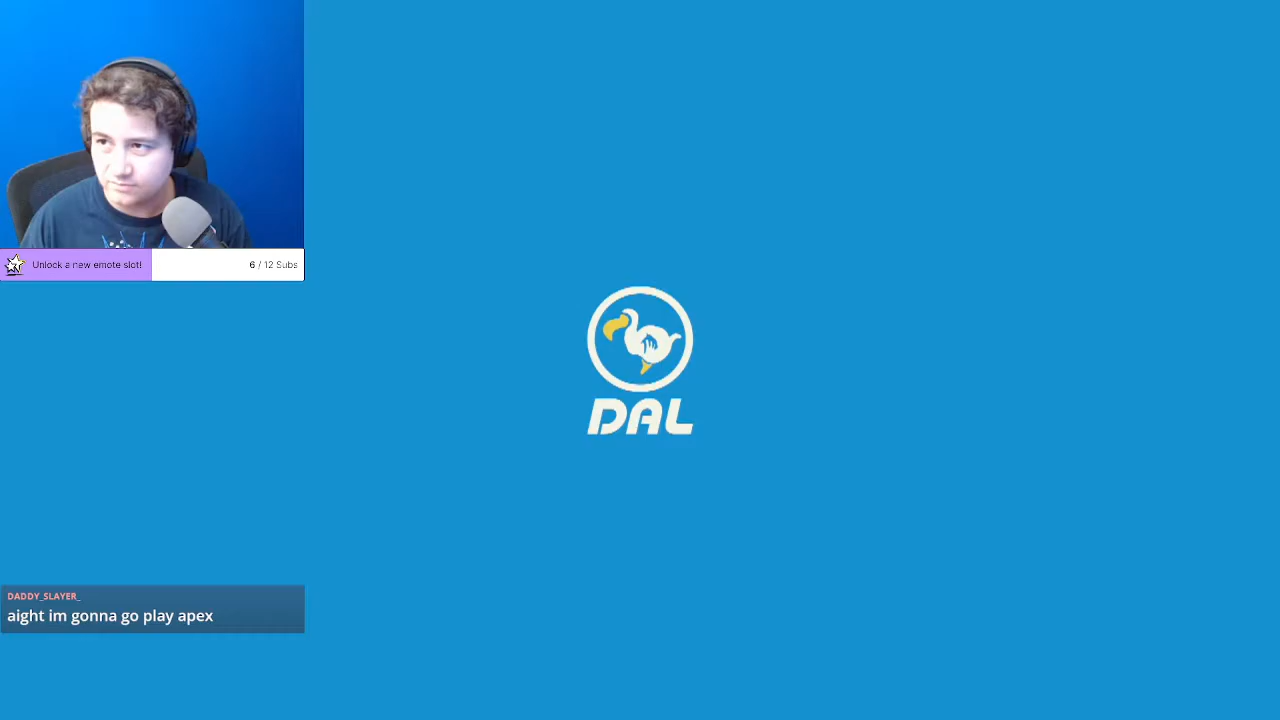 Unlock a new emote slot!
6 / 12 Subs
DAL
DADDY_SLAYER_
aight im gonna go play apex